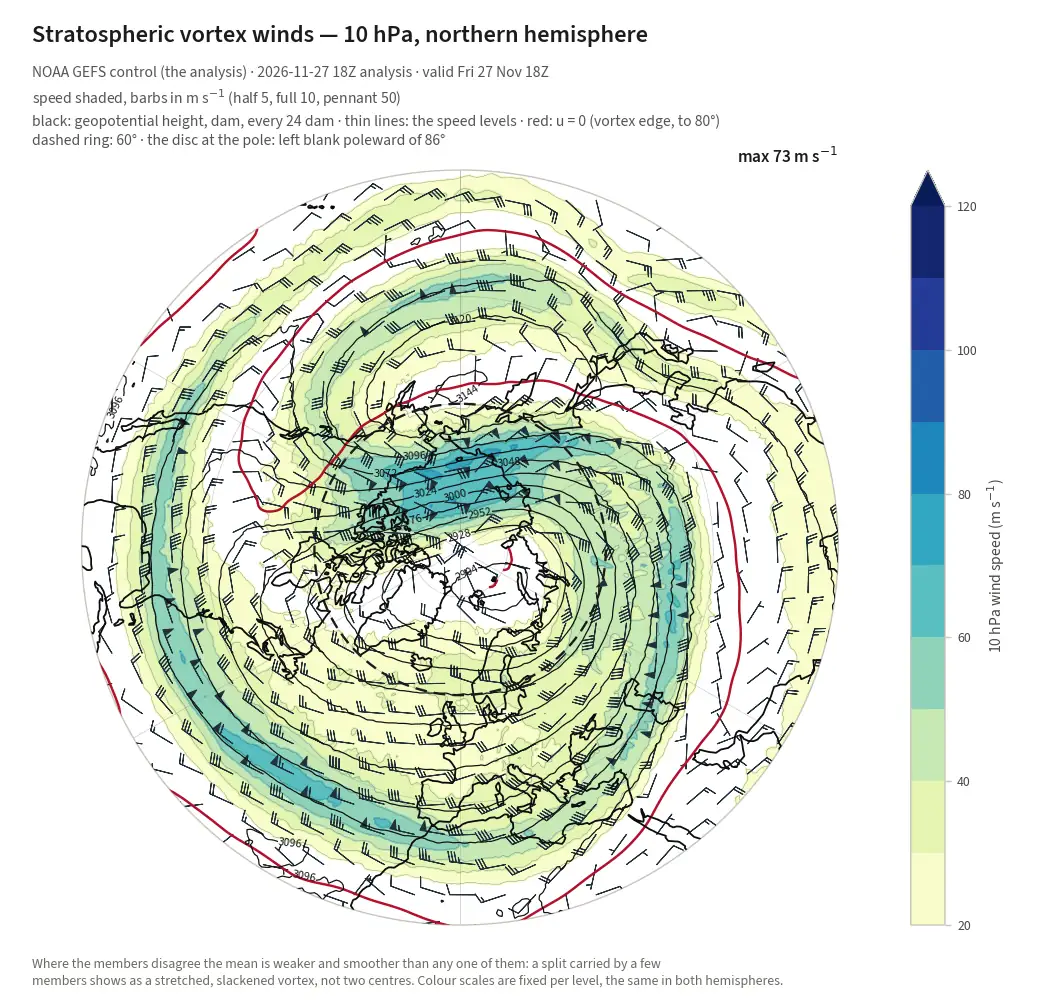 Stratospheric vortex winds — 10 hPa, northern hemisphere
NOAA GEFS control (the analysis) · 2026-11-27 18Z analysis · valid Fri 27 Nov 18Z
speed shaded, barbs in m s⁻¹ (half 5, full 10, pennant 50)
black: geopotential height, dam, every 24 dam · thin lines: the speed levels · red: u = 0 (vortex edge, to 80°)
dashed ring: 60° · the disc at the pole: left blank poleward of 86°
max 73 m s⁻¹
120
100
80
60
40
20
10 hPa wind speed (m s⁻¹)
3144
3096
3096
3048
3072
3024
3000
2952
2928
3096
3096
Where the members disagree the mean is weaker and smoother than any one of them: a split carried by a few
members shows as a stretched, slackened vortex, not two centres. Colour scales are fixed per level, the same in both hemispheres.